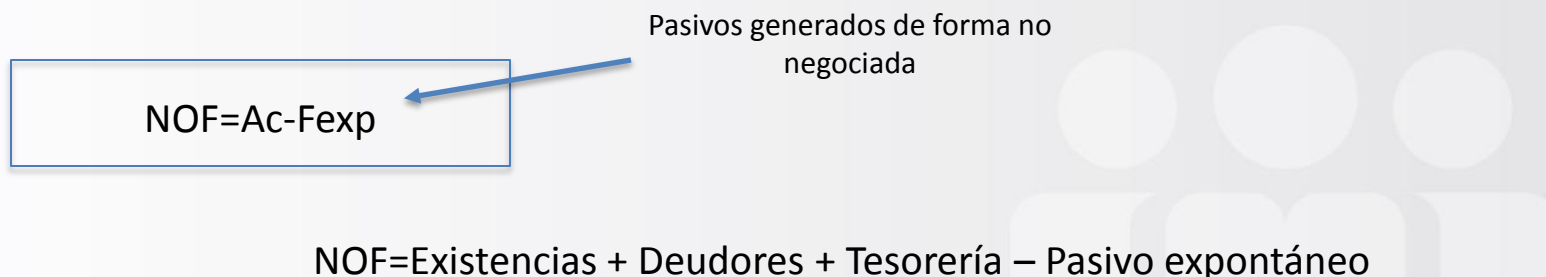 Pasivos generados de forma no
negociada
NOF=Ac-Fexp
NOF=Existencias + Deudores + Tesorería – Pasivo expontáneo